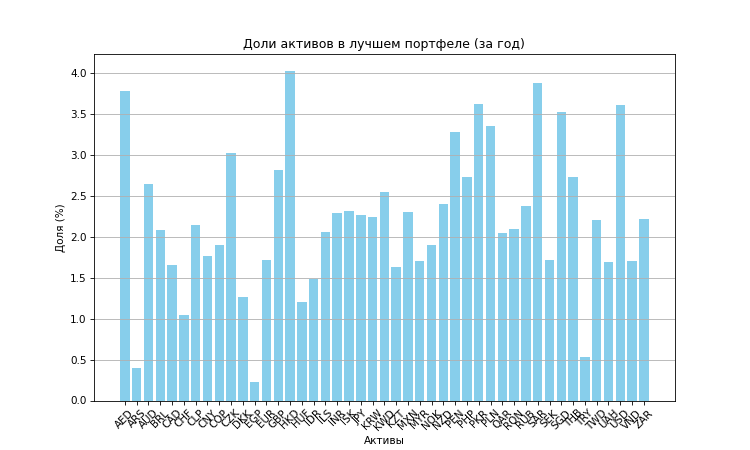 Доли активов в лучшем портфеле (за год)
4.0
3.5
3.0
2.5
2.0
1.5
1.0
0.5
0.0
Доля (%)
AED ARS AUD BRL CAD CHF CLP CNY COP CZK DKK EGP EUR GBP HKD HUF IDR ILS INR ISK JPY KRW KWD KZT MXN MYR NOK NZD PEN PHP PKR PLN QAR RON RUB SAR SEK SGD THB TRY TWD UAH USD VND ZAR
Активы